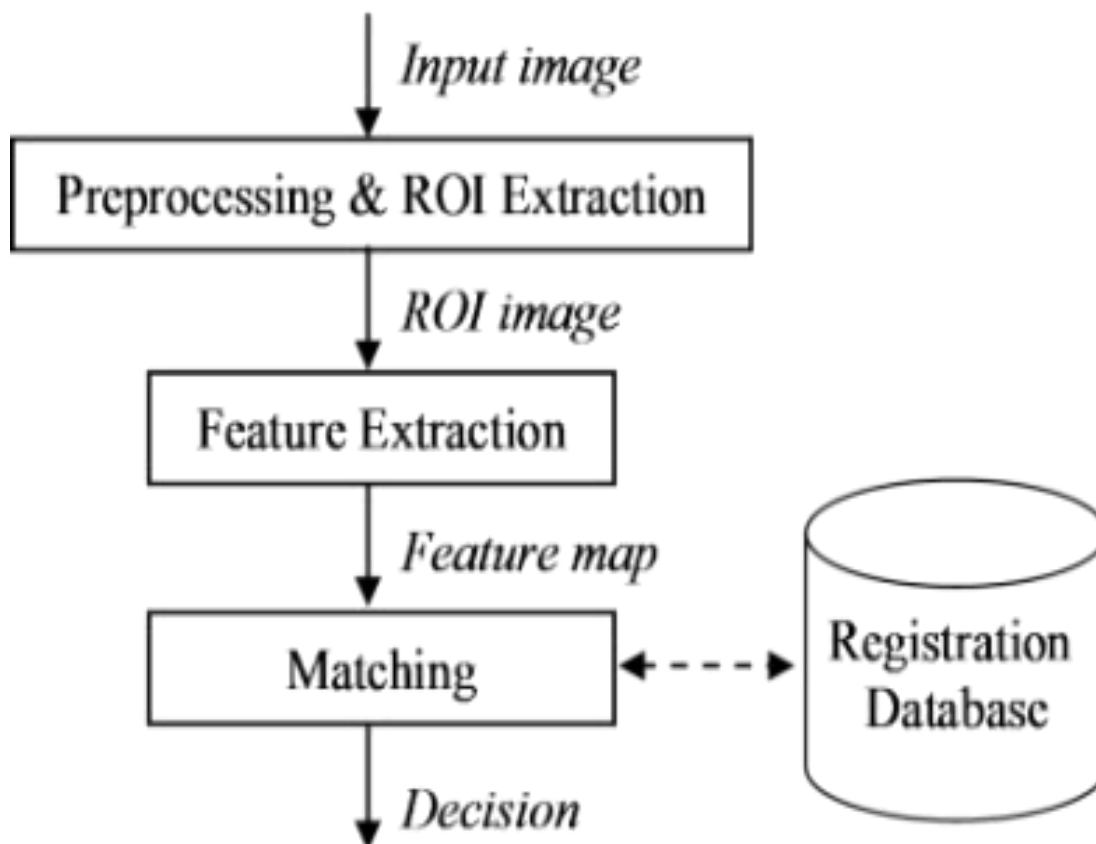 Input image
Preprocessing & ROI Extraction
ROI image
Feature Extraction
Feature map
Matching
Registration
Database
Decision